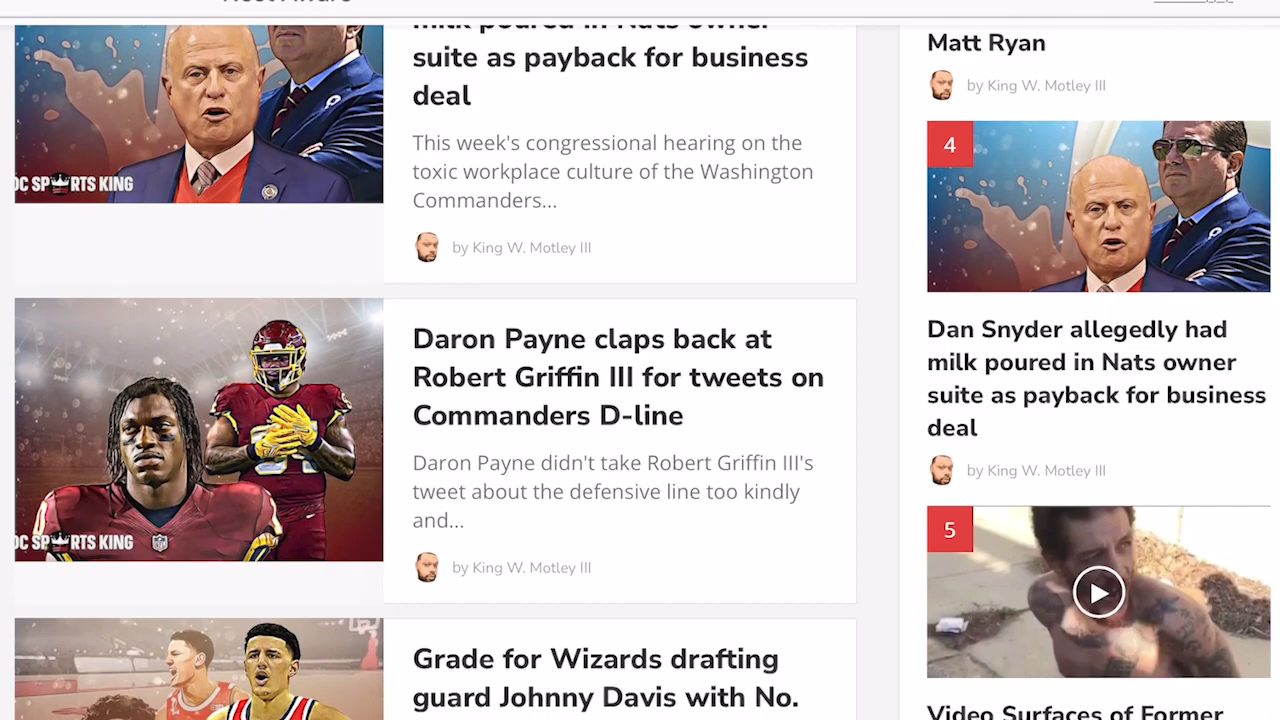 milk poured in Nats owner
suite as payback for business
deal
This week's congressional hearing on the
toxic workplace culture of the Washington
Commanders...
by King W. Motley III
DC SPORTS KING
Daron Payne claps back at
Robert Griffin III for tweets on
Commanders D-line
Daron Payne didn't take Robert Griffin III's
tweet about the defensive line too kindly
and...
by King W. Motley III
DC SPORTS KING
Grade for Wizards drafting
guard Johnny Davis with No.
Matt Ryan
by King W. Motley III
4
Dan Snyder allegedly had
milk poured in Nats owner
suite as payback for business
deal
by King W. Motley III
5
Video Surfaces of Former